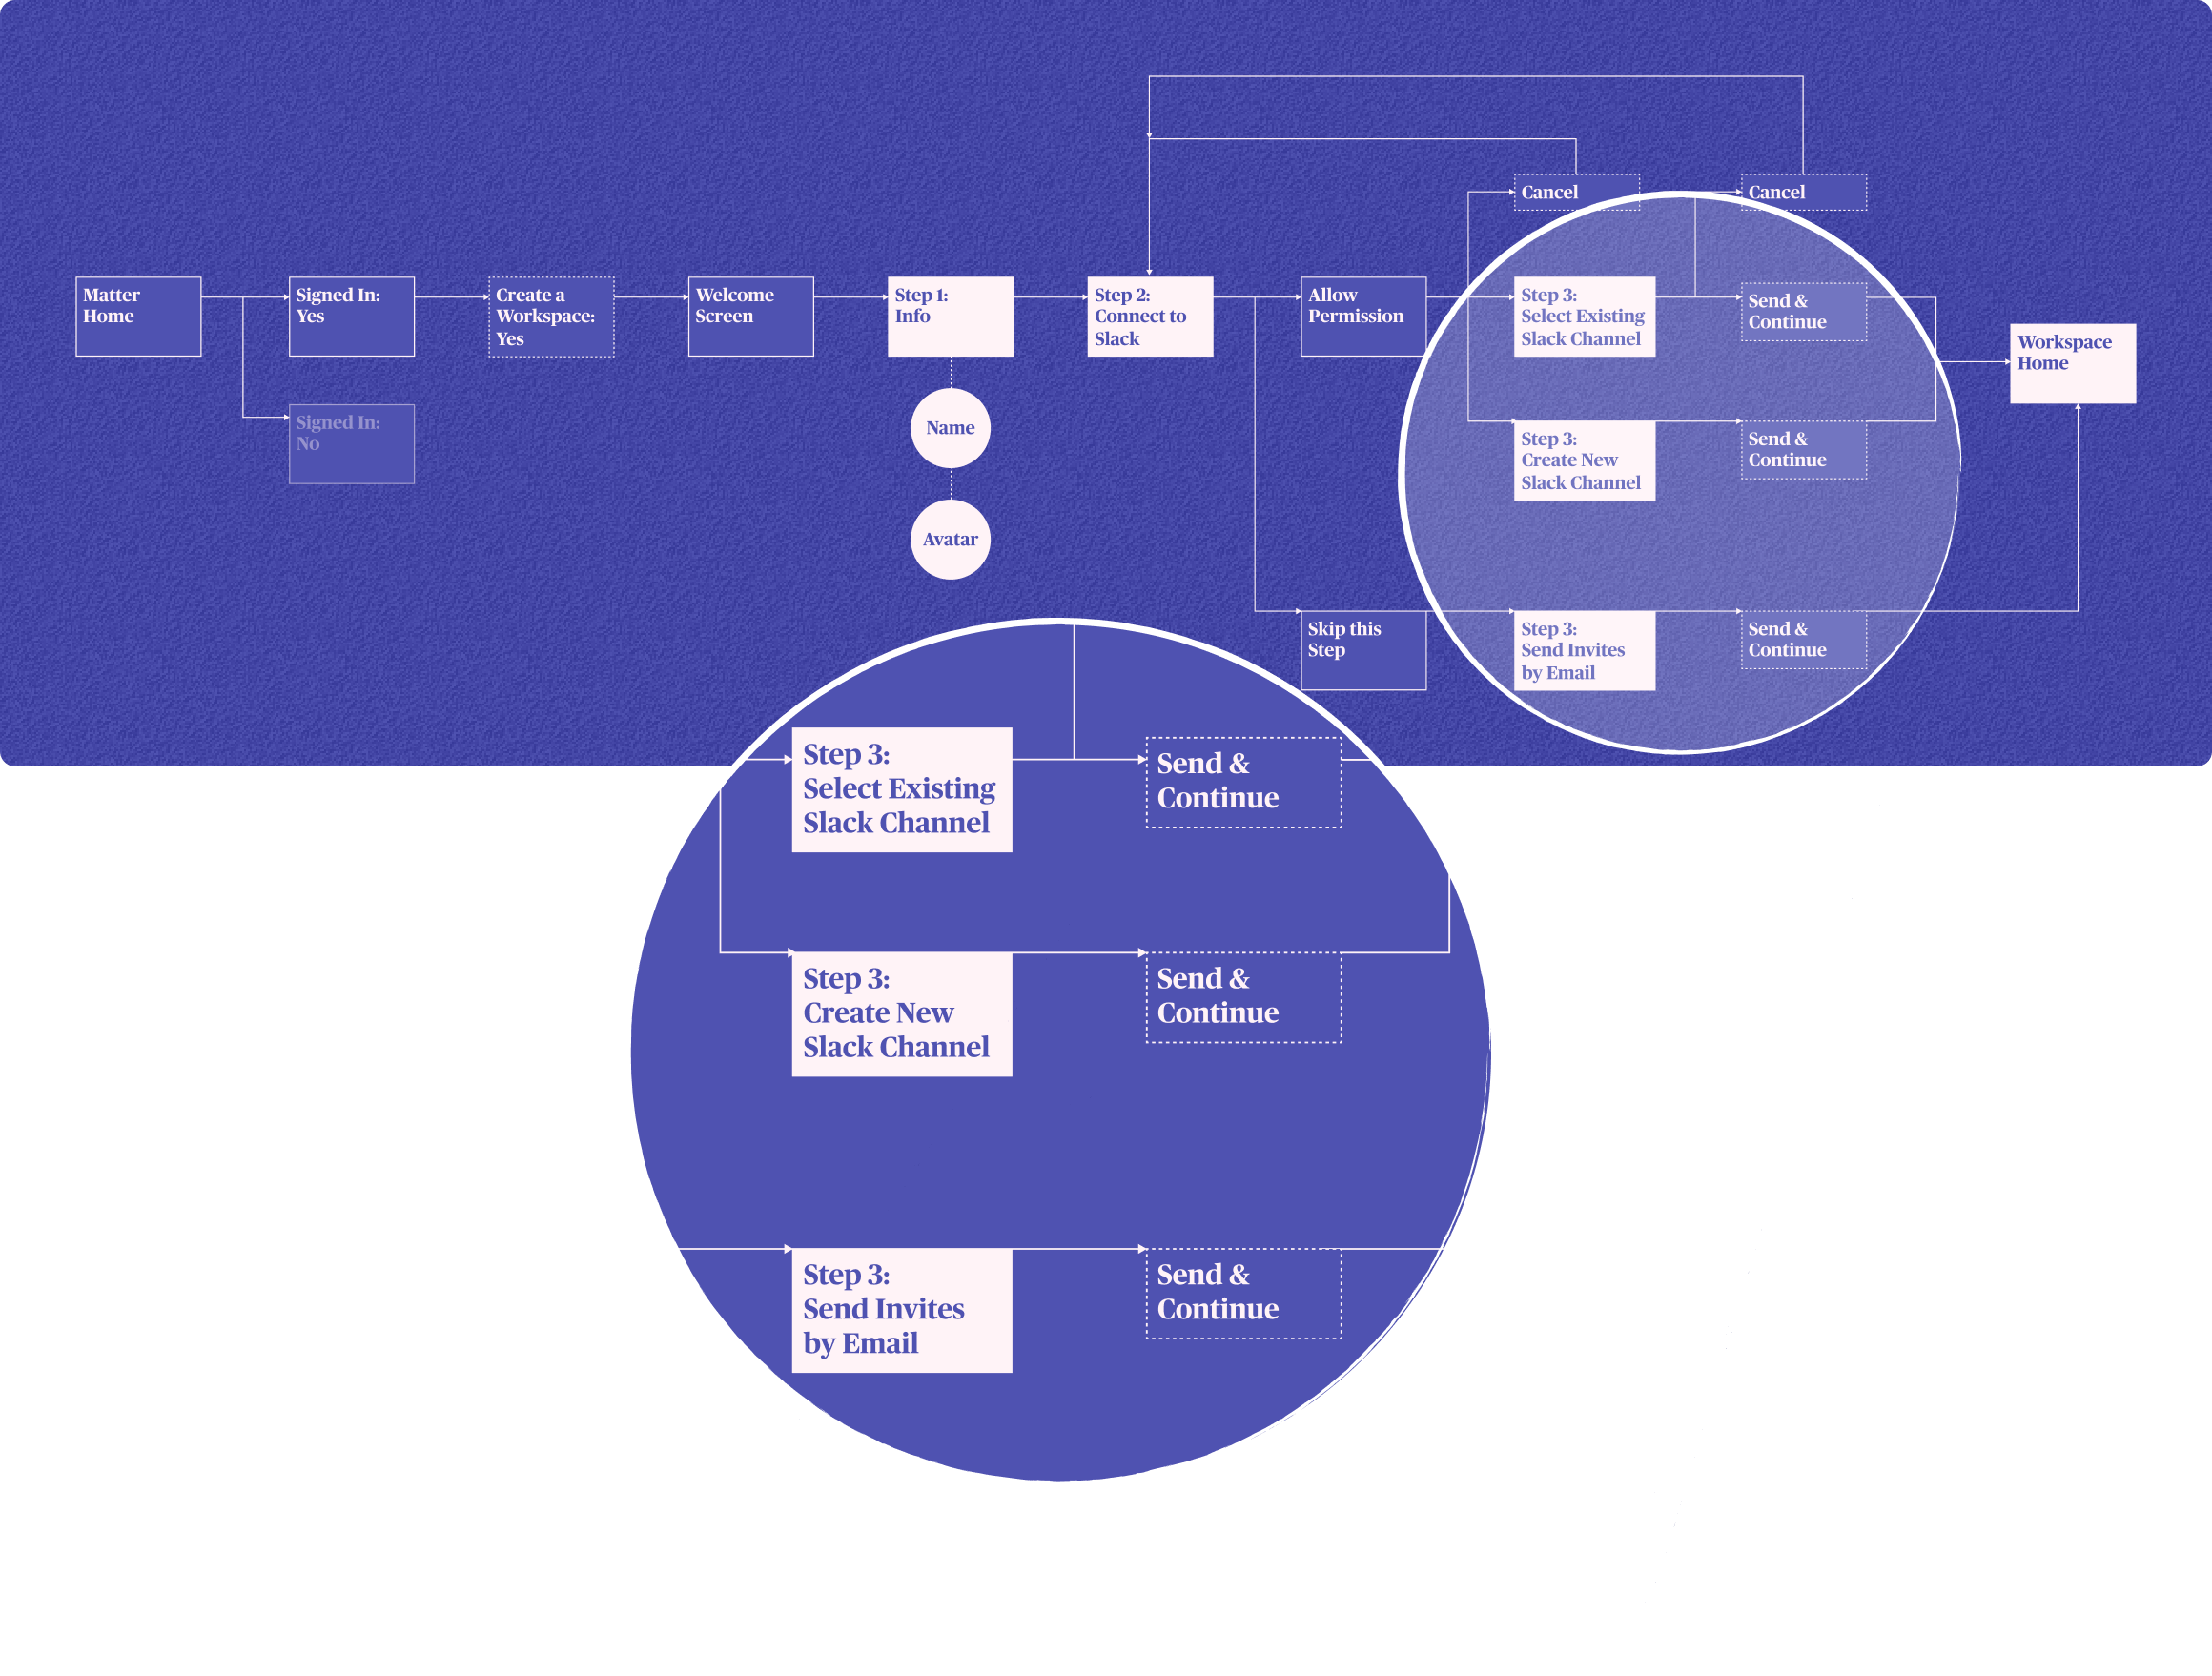 Cancel
Cancel
Matter
Home
Signed In:
Yes
Create a
Workspace:
Yes
Welcome
Screen
Step 1:
Info
Step 2:
Connect to
Slack
Allow
Permission
Step 3:
Select Existing
Slack Channel
Send &
Continue
Workspace
Home
Signed In:
No
Name
Avatar
Step 3:
Create New
Slack Channel
Send &
Continue
Skip this
Step
Step 3:
Send Invites
by Email
Send &
Continue
Step 3:
Select Existing
Slack Channel
Send &
Continue
Step 3:
Create New
Slack Channel
Send &
Continue
Step 3:
Send Invites
by Email
Send &
Continue